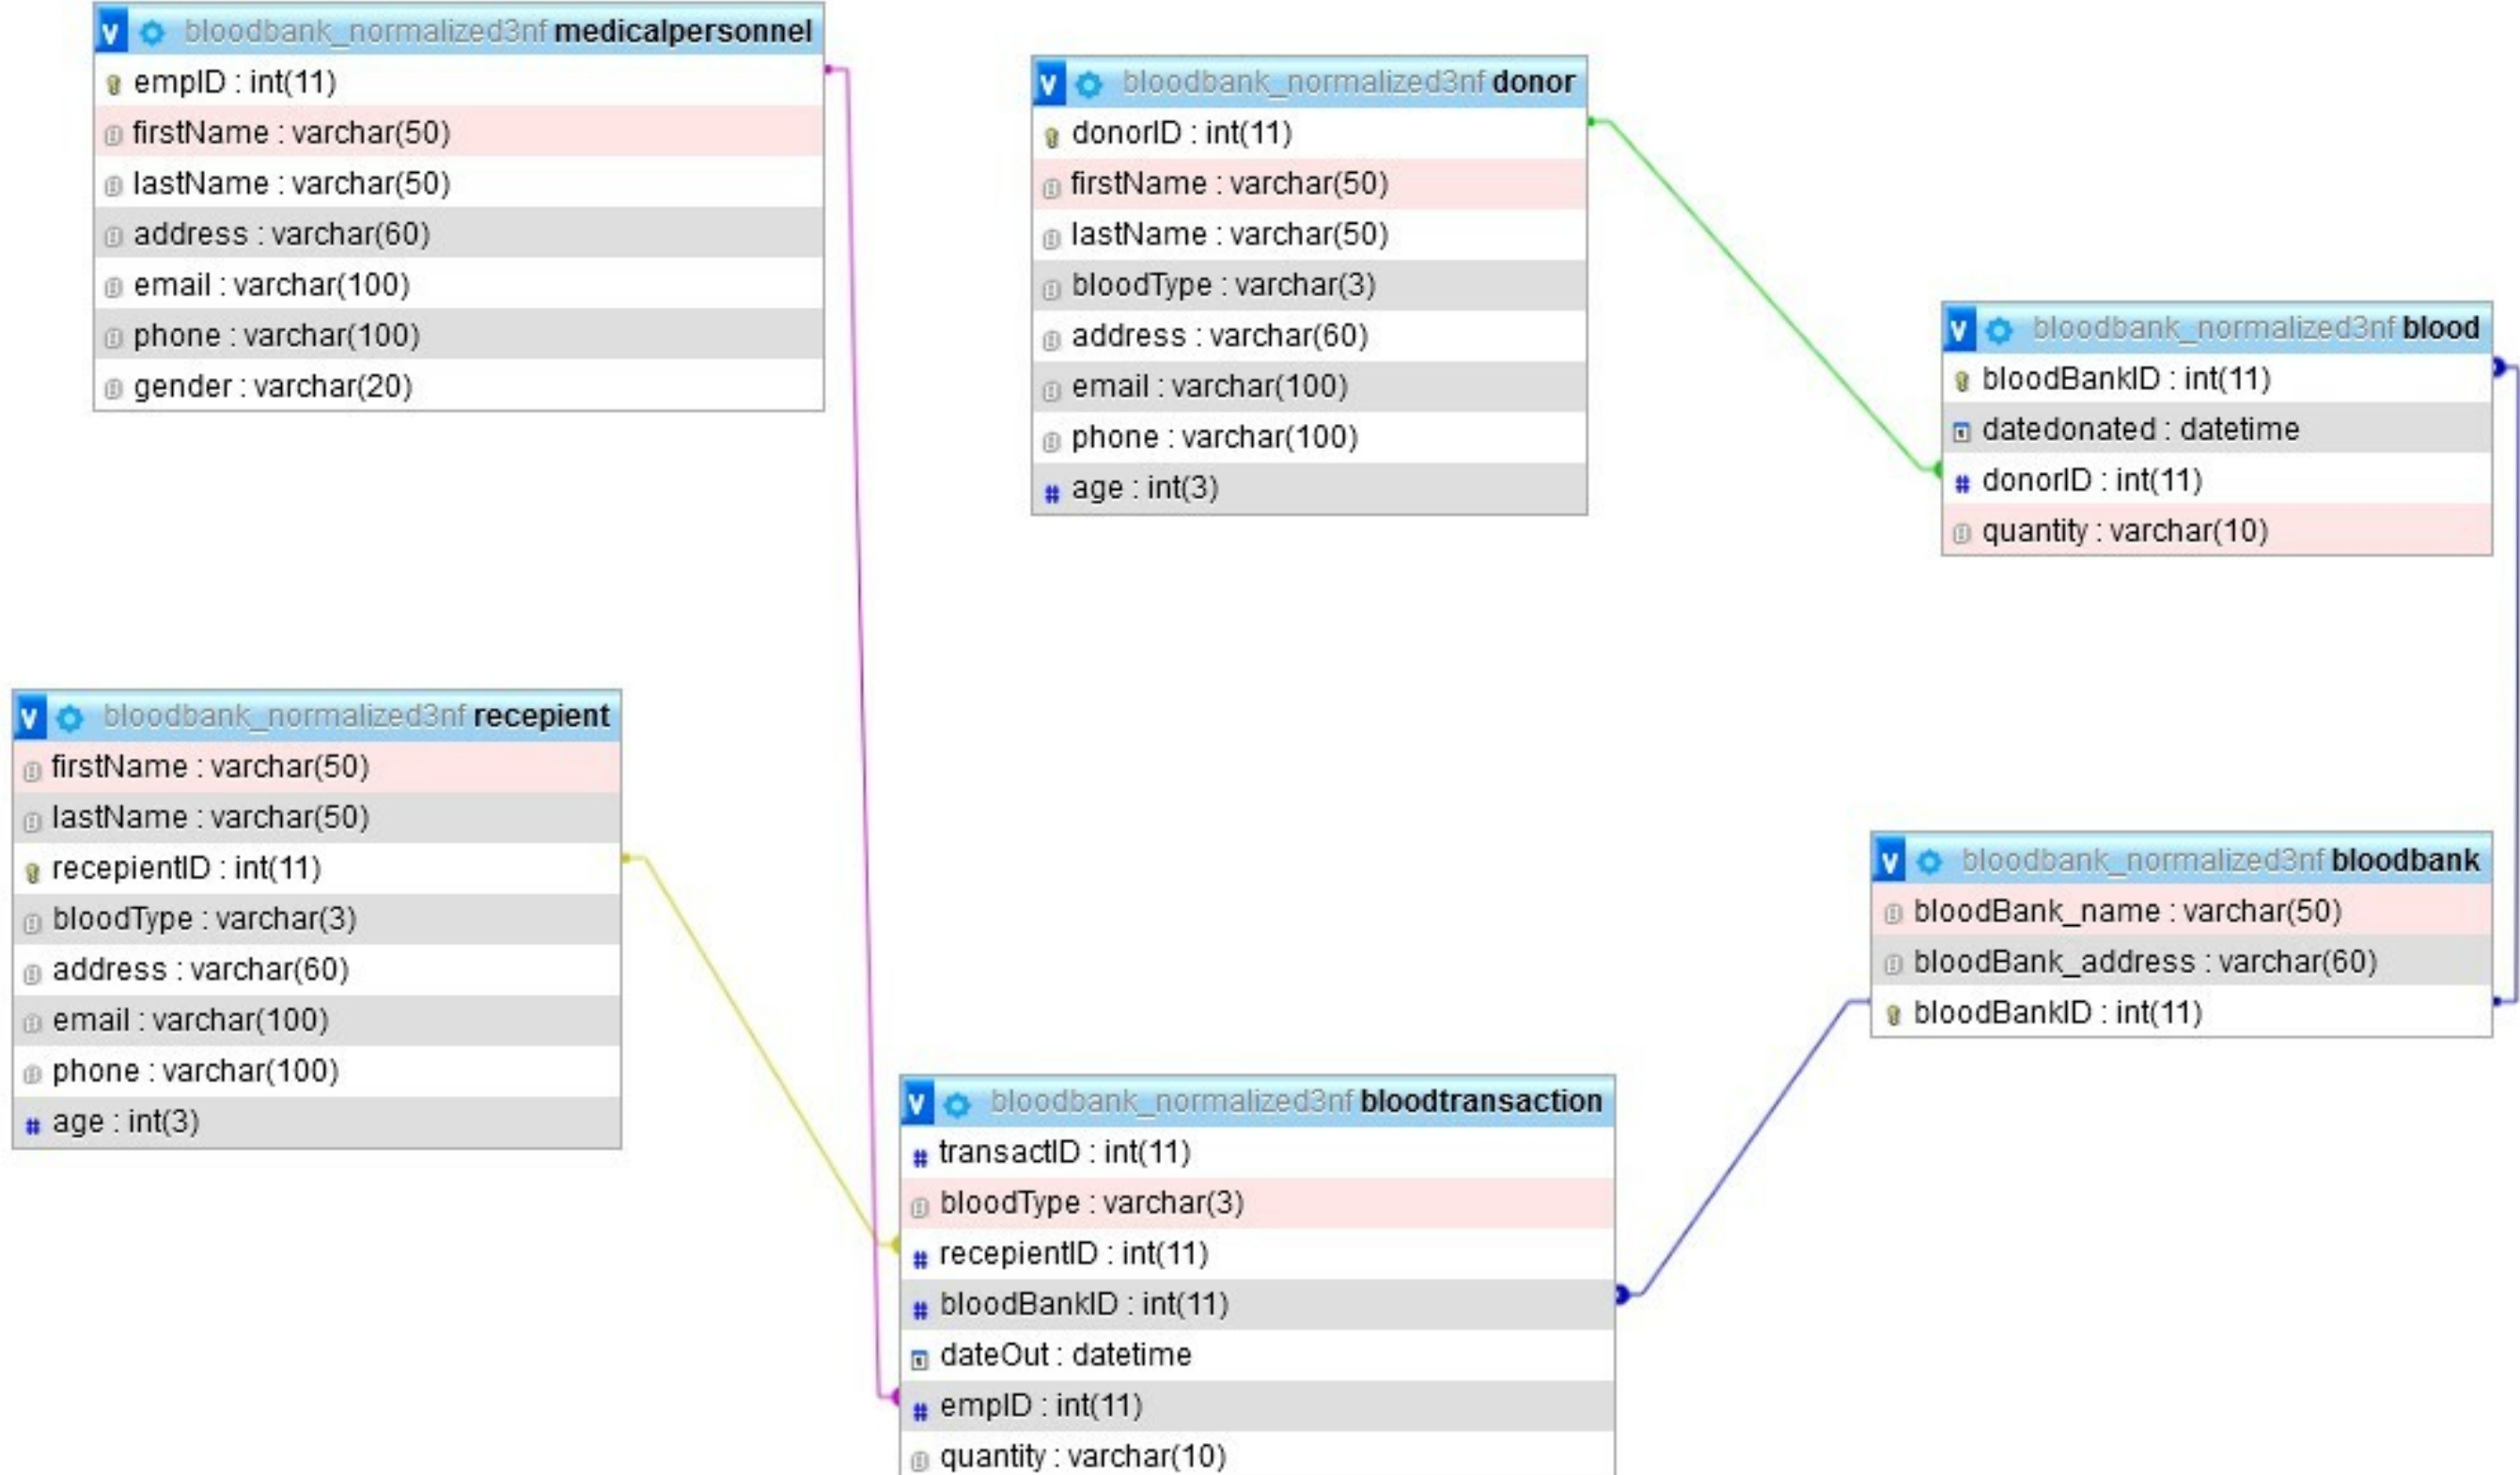 bloodbank_normalized3nf medicalpersonnel
empID : int(11)
firstName : varchar(50)
lastName : varchar(50)
address : varchar(60)
email : varchar(100)
phone : varchar(100)
gender : varchar(20)
bloodbank_normalized3nf donor
donorID : int(11)
firstName : varchar(50)
lastName : varchar(50)
bloodType : varchar(3)
address : varchar(60)
email : varchar(100)
phone : varchar(100)
age : int(3)
bloodbank_normalized3nf blood
bloodBankID : int(11)
datedonated : datetime
donorID : int(11)
quantity : varchar(10)
bloodbank_normalized3nf recepient
firstName : varchar(50)
lastName : varchar(50)
recepientID : int(11)
bloodType : varchar(3)
address : varchar(60)
email : varchar(100)
phone : varchar(100)
age : int(3)
bloodbank_normalized3nf bloodbank
bloodBank_name : varchar(50)
bloodBank_address : varchar(60)
bloodBankID : int(11)
bloodbank_normalized3nf bloodtransaction
transactID : int(11)
bloodType : varchar(3)
recepientID : int(11)
bloodBankID : int(11)
dateOut : datetime
empID : int(11)
quantity : varchar(10)